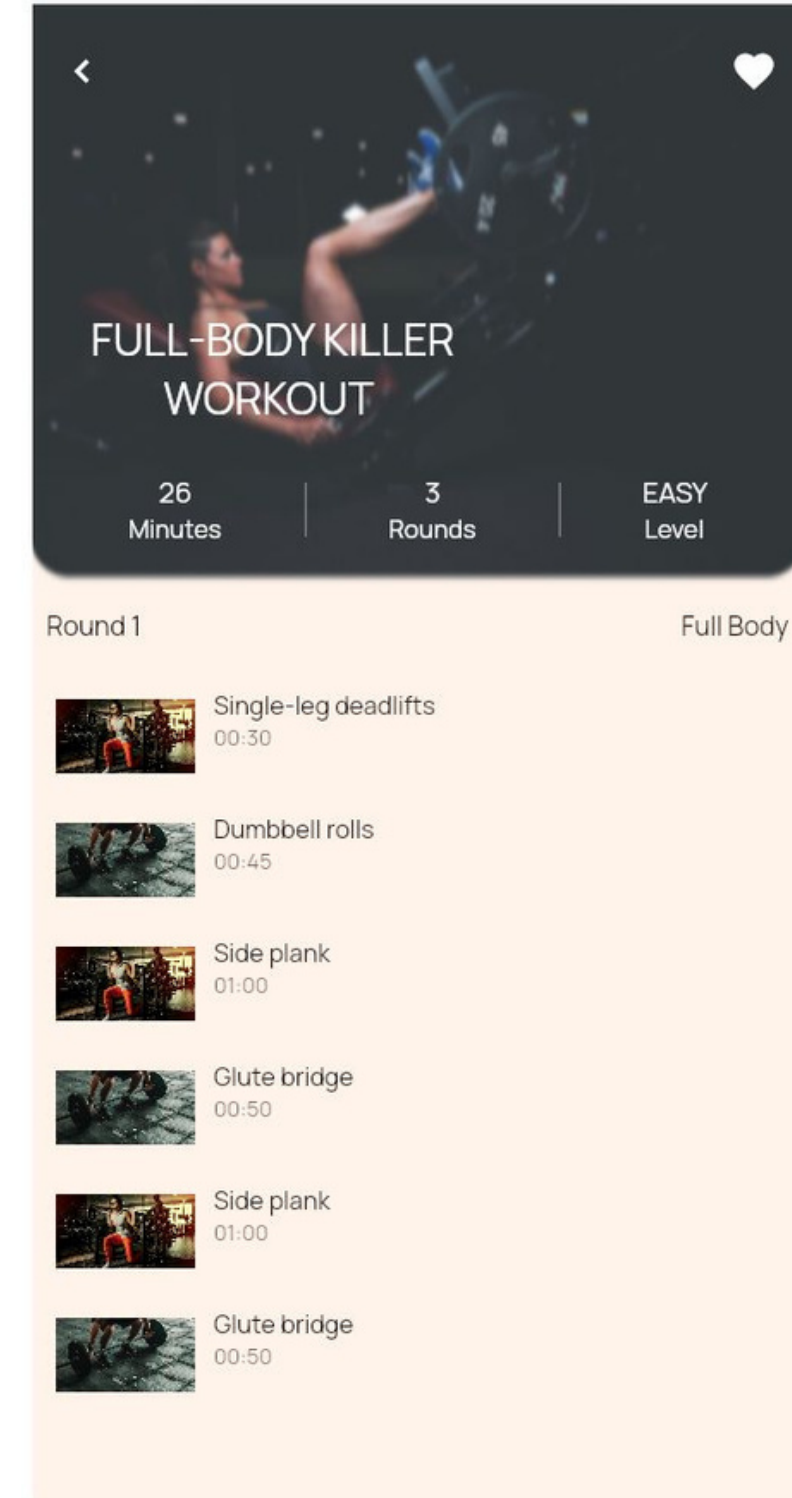 FULL-BODY KILLER
WORKOUT
26
Minutes
3
Rounds
EASY
Level
Round 1
Full Body
Single-leg deadlifts
00:30
Dumbbell rolls
00:45
Side plank
01:00
Glute bridge
00:50
Side plank
01:00
Glute bridge
00:50